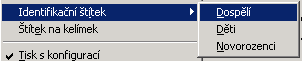 Identifikační štítek
Dospělí
Štítek na kelímek
Děti
Novorozenci
Tisk s konfigurací